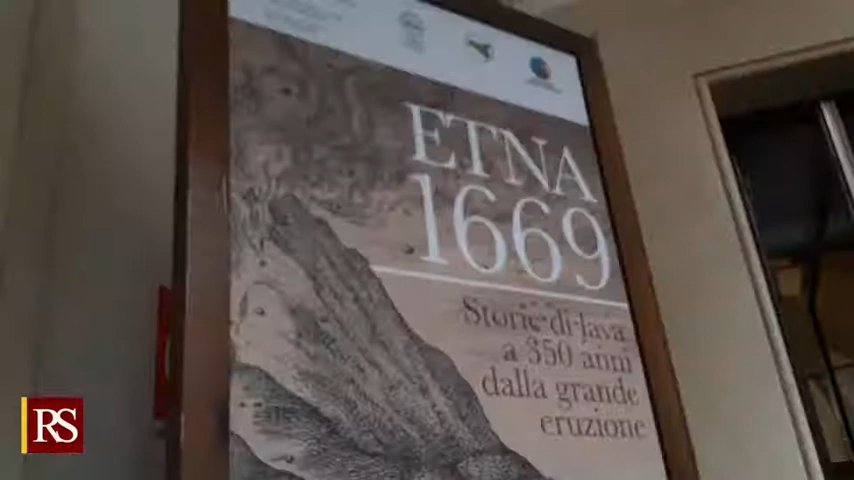 ETNA
1669
Storie di lava
a 350 anni
dalla grande
eruzione
RS